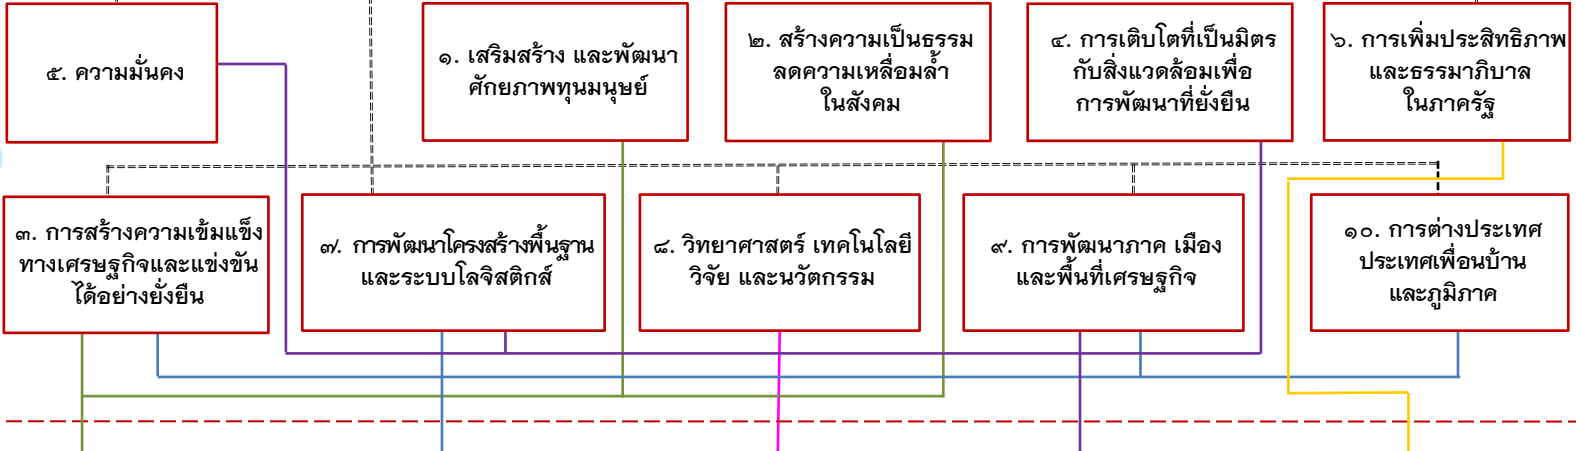 ๕. ความมั่นคง
๑. เสริมสร้าง และพัฒนา
ศักยภาพทุนมนุษย์
๒. สร้างความเป็นธรรม
ลดความเหลื่อมล้ำ
ในสังคม
๔. การเติบโตที่เป็นมิตร
กับสิ่งแวดล้อมเพื่อ
การพัฒนาที่ยั่งยืน
๖. การเพิ่มประสิทธิภาพ
และธรรมาภิบาล
ในภาครัฐ
๓. การสร้างความเข้มแข็ง
ทางเศรษฐกิจและแข่งขัน
ได้อย่างยั่งยืน
๗. การพัฒนาโครงสร้างพื้นฐาน
และระบบโลจิสติกส์
๘. วิทยาศาสตร์ เทคโนโลยี
วิจัย และนวัตกรรม
๙. การพัฒนาภาค เมือง
และพื้นที่เศรษฐกิจ
๑๐. การต่างประเทศ
ประเทศเพื่อนบ้าน
และภูมิภาค